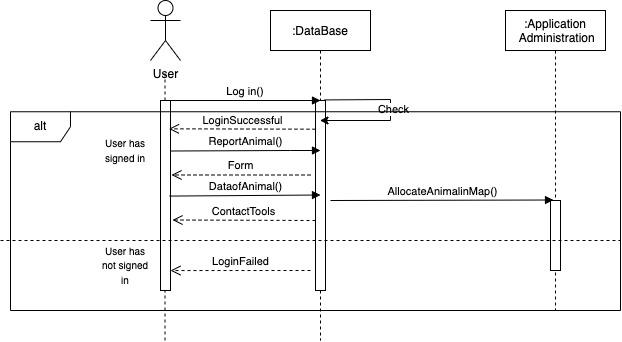 :DataBase
:Application
Administration
User
Log in()
Check
alt
LoginSuccessful
User has
signed in
ReportAnimal()
Form
DataofAnimal()
AllocateAnimalinMap()
ContactTools
User has
not signed
in
LoginFailed